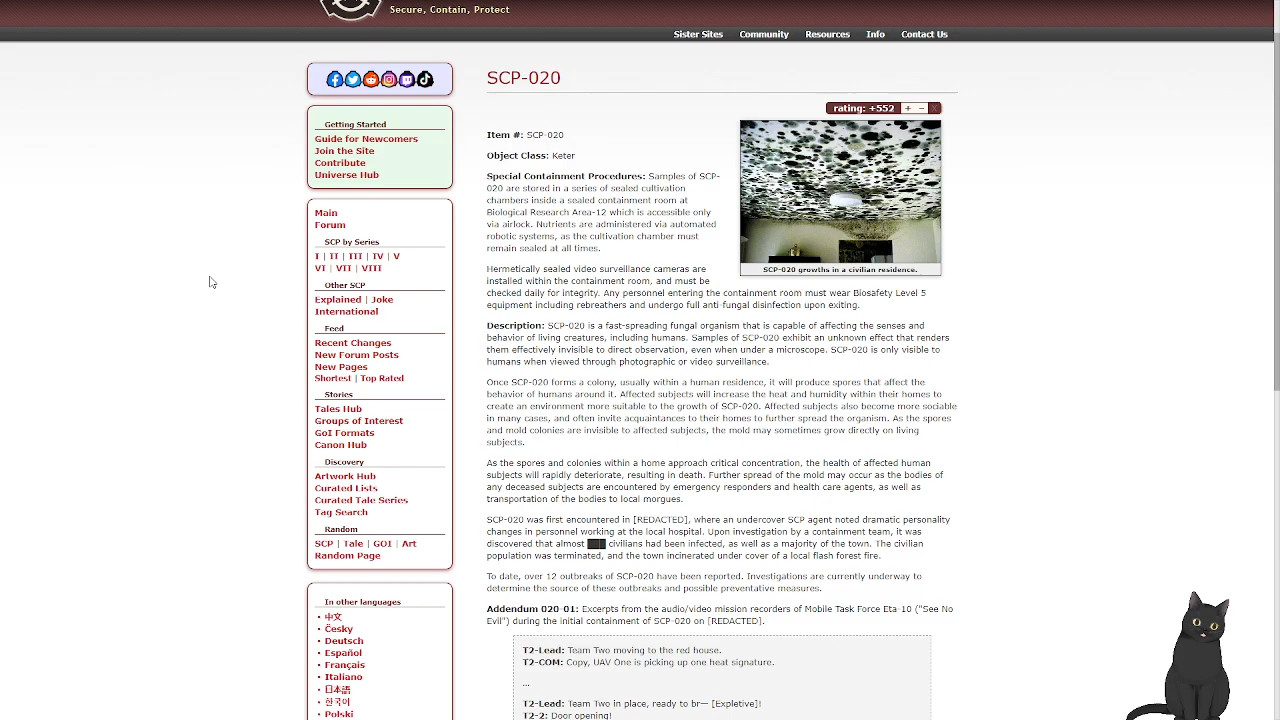 Secure, Contain, Protect
Sister Sites Community Resources Info Contact Us
Getting Started
Guide for Newcomers
Join the Site
Contribute
Universe Hub
Main
Forum
SCP by Series
I | II | III | IV | V
VI | VII | VIII
Other SCP
Explained | Joke
International
Feed
Recent Changes
New Forum Posts
New Pages
Shortest | Top Rated
Stories
Tales Hub
Groups of Interest
GoI Formats
Canon Hub
Discovery
Artwork Hub
Curated Lists
Curated Tale Series
Tag Search
Random
SCP | Tale | GOI | Art
Random Page
In other languages
中文
Česky
Deutsch
Español
Français
Italiano
日本語
한국어
Polski
SCP-020
rating: +552 + – x
Item #: SCP-020
Object Class: Keter
Special Containment Procedures: Samples of SCP-
020 are stored in a series of sealed cultivation
chambers inside a sealed containment room at
Biological Research Area-12 which is accessible only
via airlock. Nutrients are administered via automated
robotic systems, as the cultivation chamber must
remain sealed at all times.
SCP-020 growths in a civilian residence.
Hermetically sealed video surveillance cameras are
installed within the containment room, and must be
checked daily for integrity. Any personnel entering the containment room must wear Biosafety Level 5
equipment including rebreathers and undergo full anti-fungal disinfection upon exiting.
Description: SCP-020 is a fast-spreading fungal organism that is capable of affecting the senses and
behavior of living creatures, including humans. Samples of SCP-020 exhibit an unknown effect that renders
them effectively invisible to direct observation, even when under a microscope. SCP-020 is only visible to
humans when viewed through photographic or video surveillance.
Once SCP-020 forms a colony, usually within a human residence, it will produce spores that affect the
behavior of humans around it. Affected subjects will increase the heat and humidity within their homes to
create an environment more suitable to the growth of SCP-020. Affected subjects also become more sociable
in many cases, and often invite acquaintances to their homes to further spread the organism. As the spores
and mold colonies are invisible to affected subjects, the mold may sometimes grow directly on living
subjects.
As the spores and colonies within a home approach critical concentration, the health of affected human
subjects will rapidly deteriorate, resulting in death. Further spread of the mold may occur as the bodies of
any deceased subjects are encountered by emergency responders and health care agents, as well as
transportation of the bodies to local morgues.
SCP-020 was first encountered in [REDACTED], where an undercover SCP agent noted dramatic personality
changes in personnel working at the local hospital. Upon investigation by a containment team, it was
discovered that almost ███ civilians had been infected, as well as a majority of the town. The civilian
population was terminated, and the town incinerated under cover of a local flash forest fire.
To date, over 12 outbreaks of SCP-020 have been reported. Investigations are currently underway to
determine the source of these outbreaks and possible preventative measures.
Addendum 020-01: Excerpts from the audio/video mission recorders of Mobile Task Force Eta-10 ("See No
Evil") during the initial containment of SCP-020 on [REDACTED].
T2-Lead: Team Two moving to the red house.
T2-COM: Copy, UAV One is picking up one heat signature.
…
T2-Lead: Team Two in place, ready to br— [Expletive]!
T2-2: Door opening!